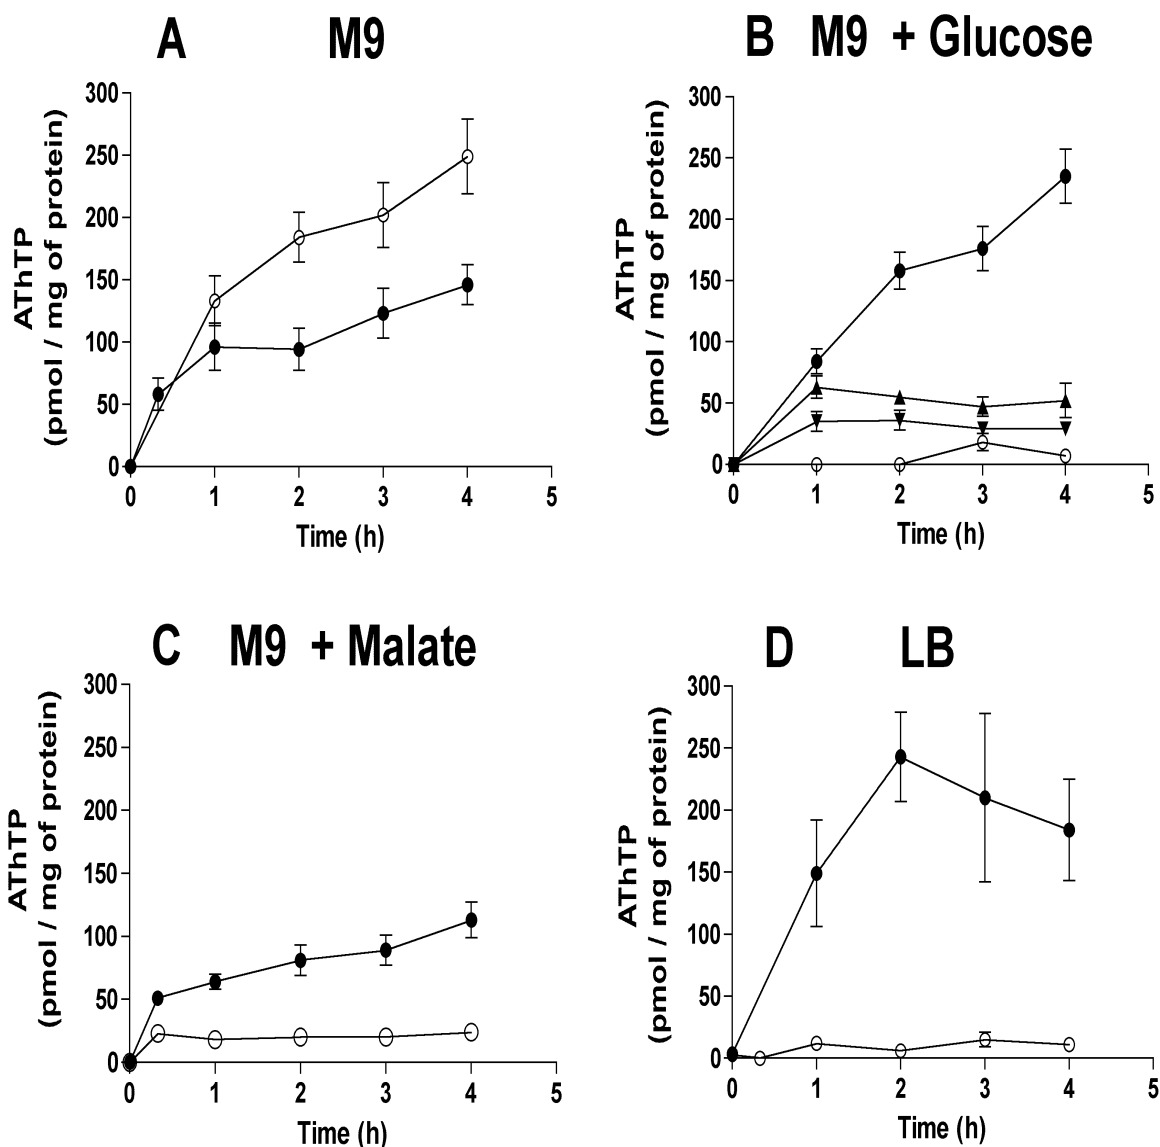 A M9
300
250
200
150
100
50
0
0 1 2 3 4 5
Time (h)
AThTP
(pmol / mg of protein)
B M9 + Glucose
300
250
200
150
100
50
0
0 1 2 3 4 5
Time (h)
AThTP
(pmol / mg of protein)
C M9 + Malate
300
250
200
150
100
50
0
0 1 2 3 4 5
Time (h)
AThTP
(pmol / mg of protein)
D LB
300
250
200
150
100
50
0
0 1 2 3 4 5
Time (h)
AThTP
(pmol / mg of protein)